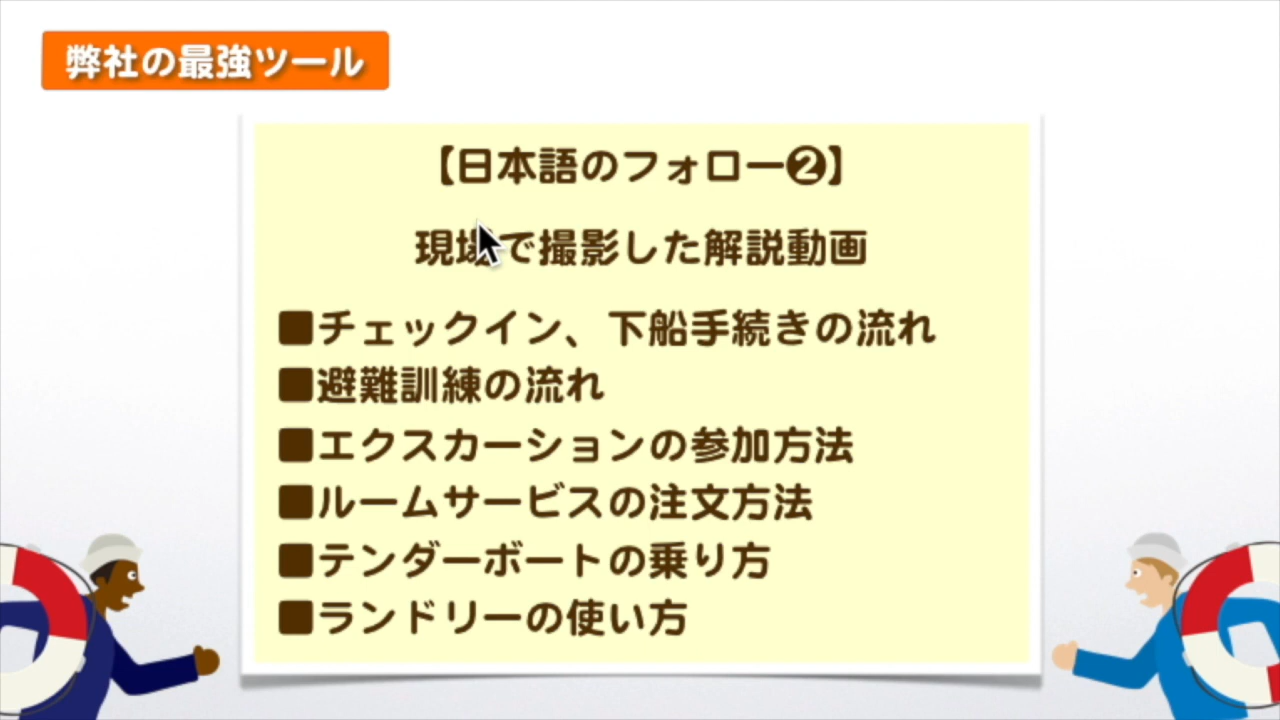 弊社の最強ツール
【日本語のフォロー❷】
現場で撮影した解説動画
■チェックイン、下船手続きの流れ
■避難訓練の流れ
■エクスカーションの参加方法
■ルームサービスの注文方法
■テンダーボートの乗り方
■ランドリーの使い方